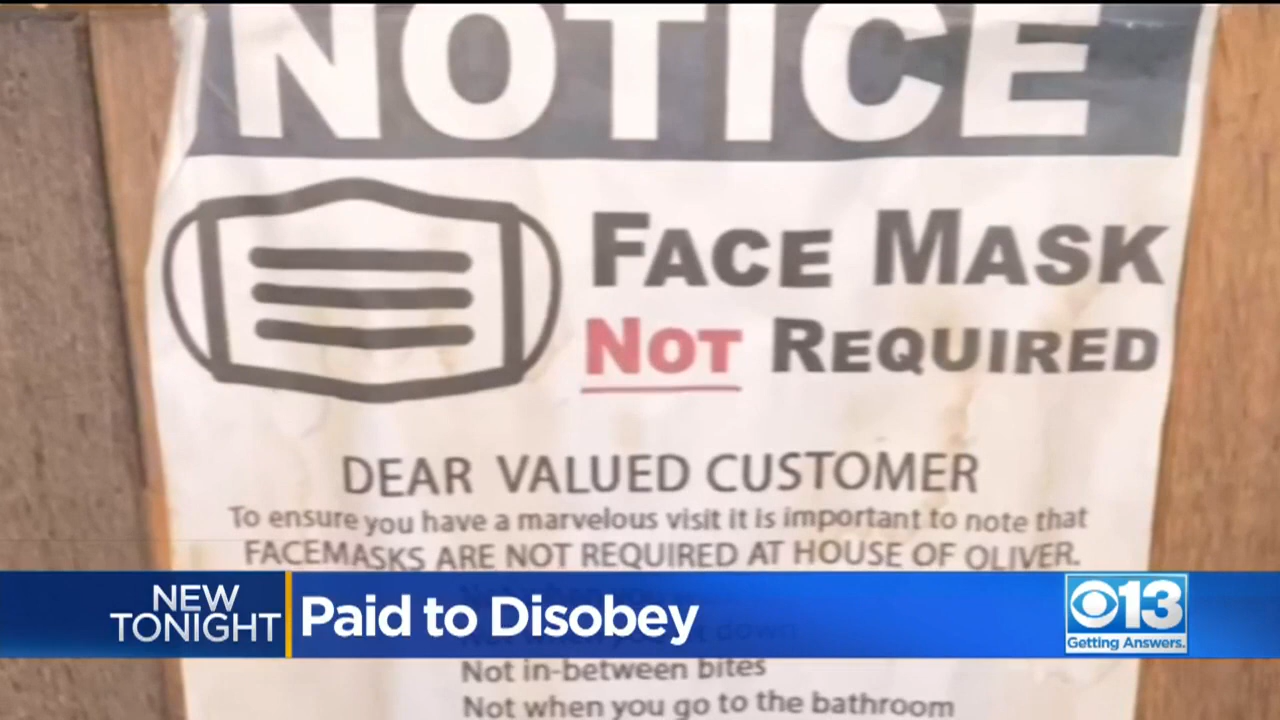 NOTICE
FACE MASK
NOT REQUIRED
DEAR VALUED CUSTOMER
To ensure you have a marvelous visit it is important to note that
FACEMASKS ARE NOT REQUIRED AT HOUSE OF OLIVER.
NEW
TONIGHT
Paid to Disobey
13
Getting Answers.
Not in-between bites
Not when you go to the bathroom